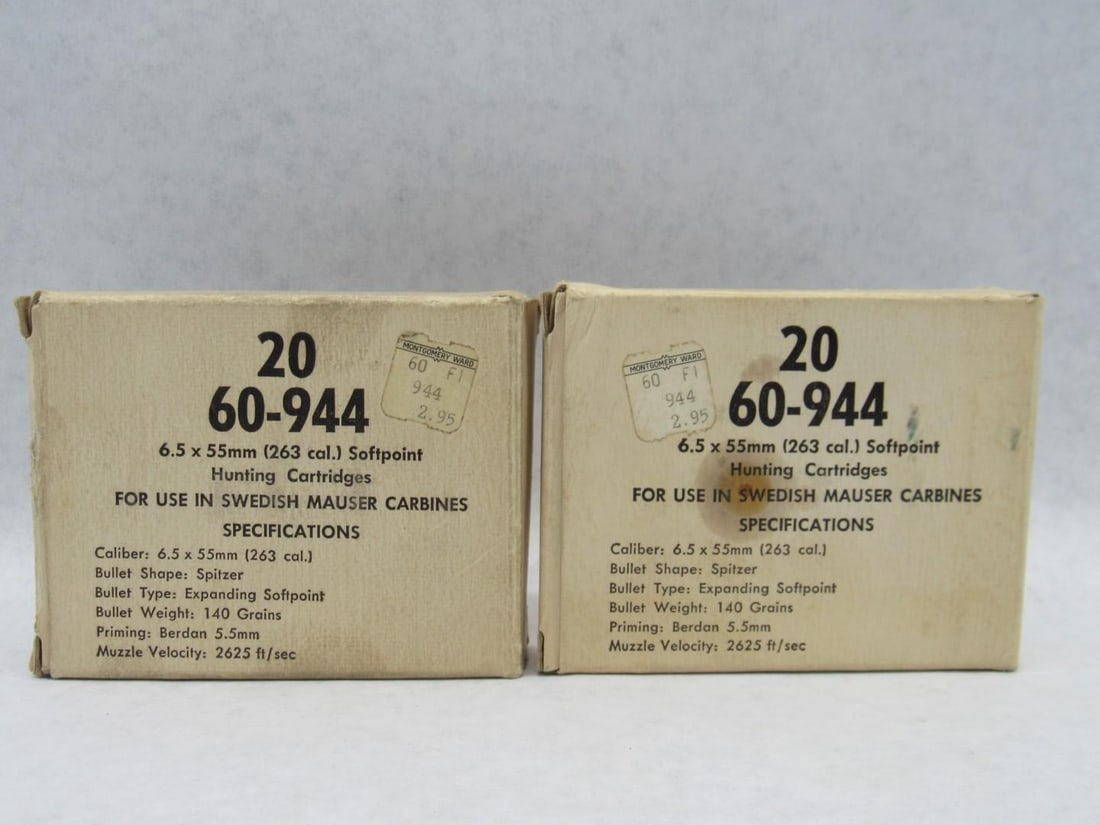 20
60-944
MONTGOMERY WARD
60 F1
944
2.95
6.5 x 55mm (263 cal.) Softpoint
Hunting Cartridges
FOR USE IN SWEDISH MAUSER CARBINES
SPECIFICATIONS
Caliber: 6.5 x 55mm (263 cal.)
Bullet Shape: Spitzer
Bullet Type: Expanding Softpoint
Bullet Weight: 140 Grains
Priming: Berdan 5.5mm
Muzzle Velocity: 2625 ft/sec
20
MONTGOMERY WARD
60 F1
944
2.95
60-944
6.5 x 55mm (263 cal.) Softpoint
Hunting Cartridges
FOR USE IN SWEDISH MAUSER CARBINES
SPECIFICATIONS
Caliber: 6.5 x 55mm (263 cal.)
Bullet Shape: Spitzer
Bullet Type: Expanding Softpoint
Bullet Weight: 140 Grains
Priming: Berdan 5.5mm
Muzzle Velocity: 2625 ft/sec